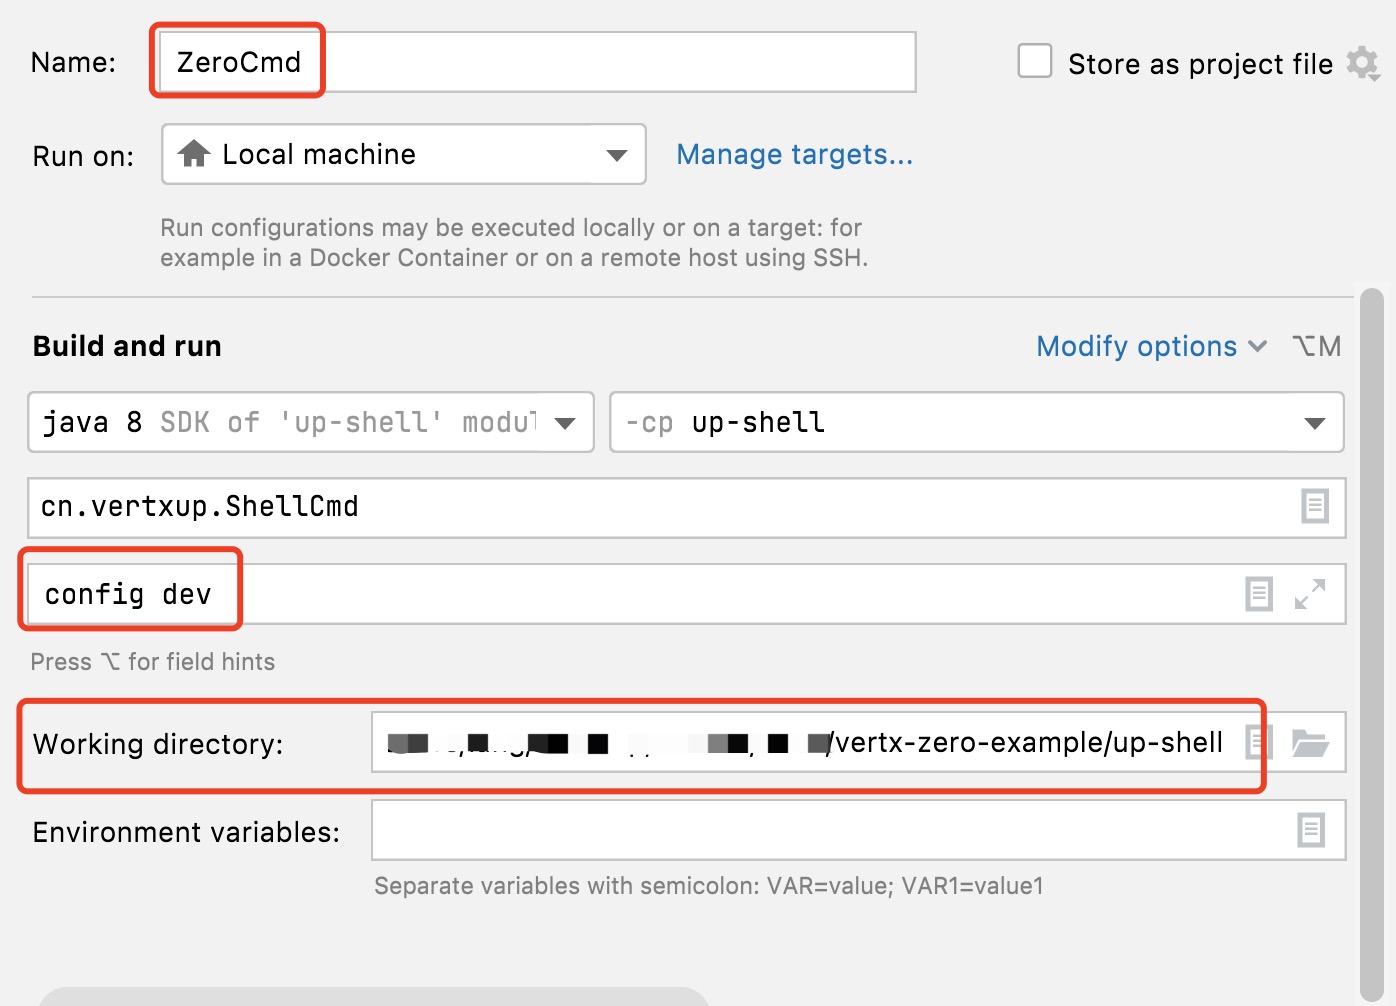 Name: ZeroCmd Store as project file
Run on: Local machine Manage targets...
Run configurations may be executed locally or on a target: for
example in a Docker Container or on a remote host using SSH.
Build and run Modify options ⌥M
java 8 SDK of 'up-shell' modul -cp up-shell
cn.vertxup.ShellCmd
config dev
Press ⌥ for field hints
Working directory: /vertx-zero-example/up-shell
Environment variables:
Separate variables with semicolon: VAR=value; VAR1=value1